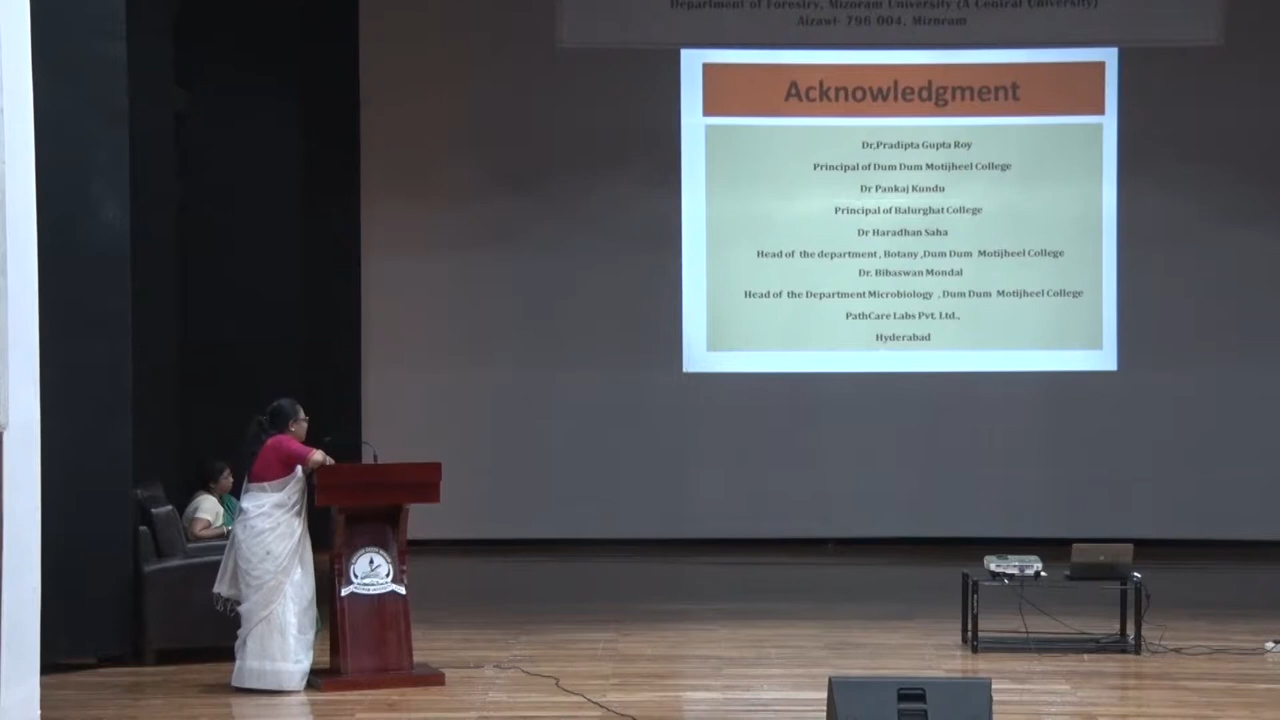 Department of Forestry, Mizoram University (A Central University)
Aizawl- 796 004, Mizoram
Acknowledgment
Dr,Pradipta Gupta Roy
Principal of Dum Dum Motijheel College
Dr Pankaj Kundu
Principal of Balurghat College
Dr Haradhan Saha
Head of the department , Botany ,Dum Dum Motijheel College
Dr. Bibaswan Mondal
Head of the Department Microbiology , Dum Dum Motijheel College
PathCare Labs Pvt. Ltd.,
Hyderabad